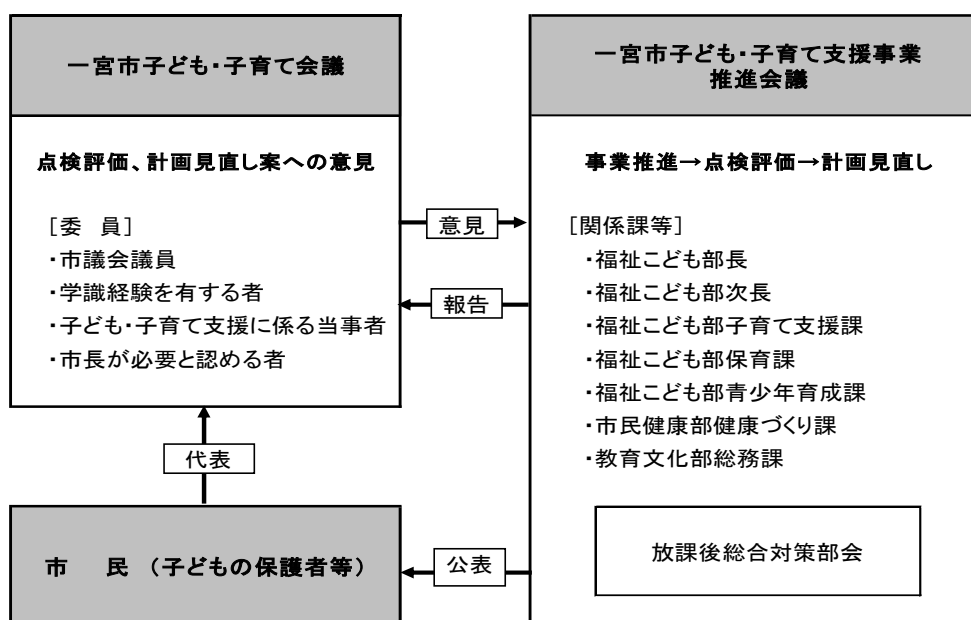 一宮市子ども・子育て会議
点検評価、計画見直し案への意見
［委　員］
・市議会議員
・学識経験を有する者
・子ども・子育て支援に係る当事者
・市長が必要と認める者
意見
報告
代表
市　民　（子どもの保護者等）
公表
一宮市子ども・子育て支援事業
推進会議
事業推進→点検評価→計画見直し
［関係課等］
・福祉こども部長
・福祉こども部次長
・福祉こども部子育て支援課
・福祉こども部保育課
・福祉こども部青少年育成課
・市民健康部健康づくり課
・教育文化部総務課
放課後総合対策部会